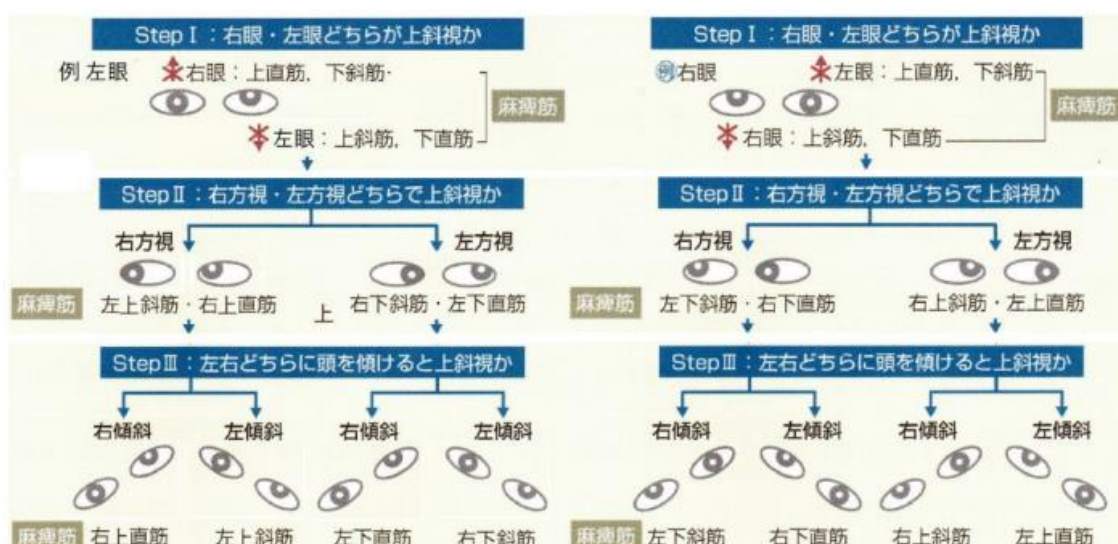 StepⅠ：右眼・左眼どちらが上斜視か
例 左眼 右眼：上直筋，下斜筋・
麻痺筋
左眼：上斜筋，下直筋
StepⅡ：右方視・左方視どちらで上斜視か
右方視 左方視
麻痺筋 左上斜筋・右上直筋 上 右下斜筋・左下直筋
StepⅢ：左右どちらに頭を傾けると上斜視か
右傾斜 左傾斜 右傾斜 左傾斜
麻痺筋 右上直筋 左上斜筋 左下直筋 右下斜筋
StepⅠ：右眼・左眼どちらが上斜視か
例 右眼 左眼：上直筋，下斜筋
麻痺筋
右眼：上斜筋，下直筋
StepⅡ：右方視・左方視どちらで上斜視か
右方視 左方視
麻痺筋 左下斜筋・右下直筋 右上斜筋・左上直筋
StepⅢ：左右どちらに頭を傾けると上斜視か
右傾斜 左傾斜 右傾斜 左傾斜
麻痺筋 左下斜筋 右下直筋 右上斜筋 左上直筋